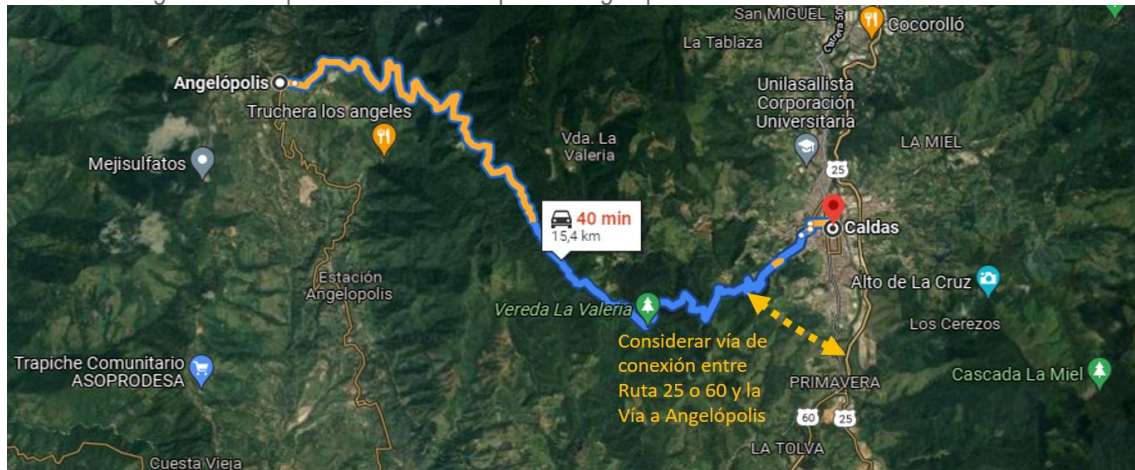 San MIGUEL
Cocorolló
La Tablaza
Angelópolis
Unilasallista
Corporación
Universitaria
Truchera los angeles
Vda. La
Valeria
LA MIEL
Mejisulfatos
25
40 min
15,4 km
Caldas
Estación
Angelopolis
Alto de La Cruz
Vereda La Valeria
Los Cerezos
Considerar vía de
conexión entre
Ruta 25 o 60 y la
Vía a Angelópolis
Trapiche Comunitario
ASOPRODESA
PRIMAVERA
Cascada La Miel
60
25
LA TOLVA
Cuesta Vieja